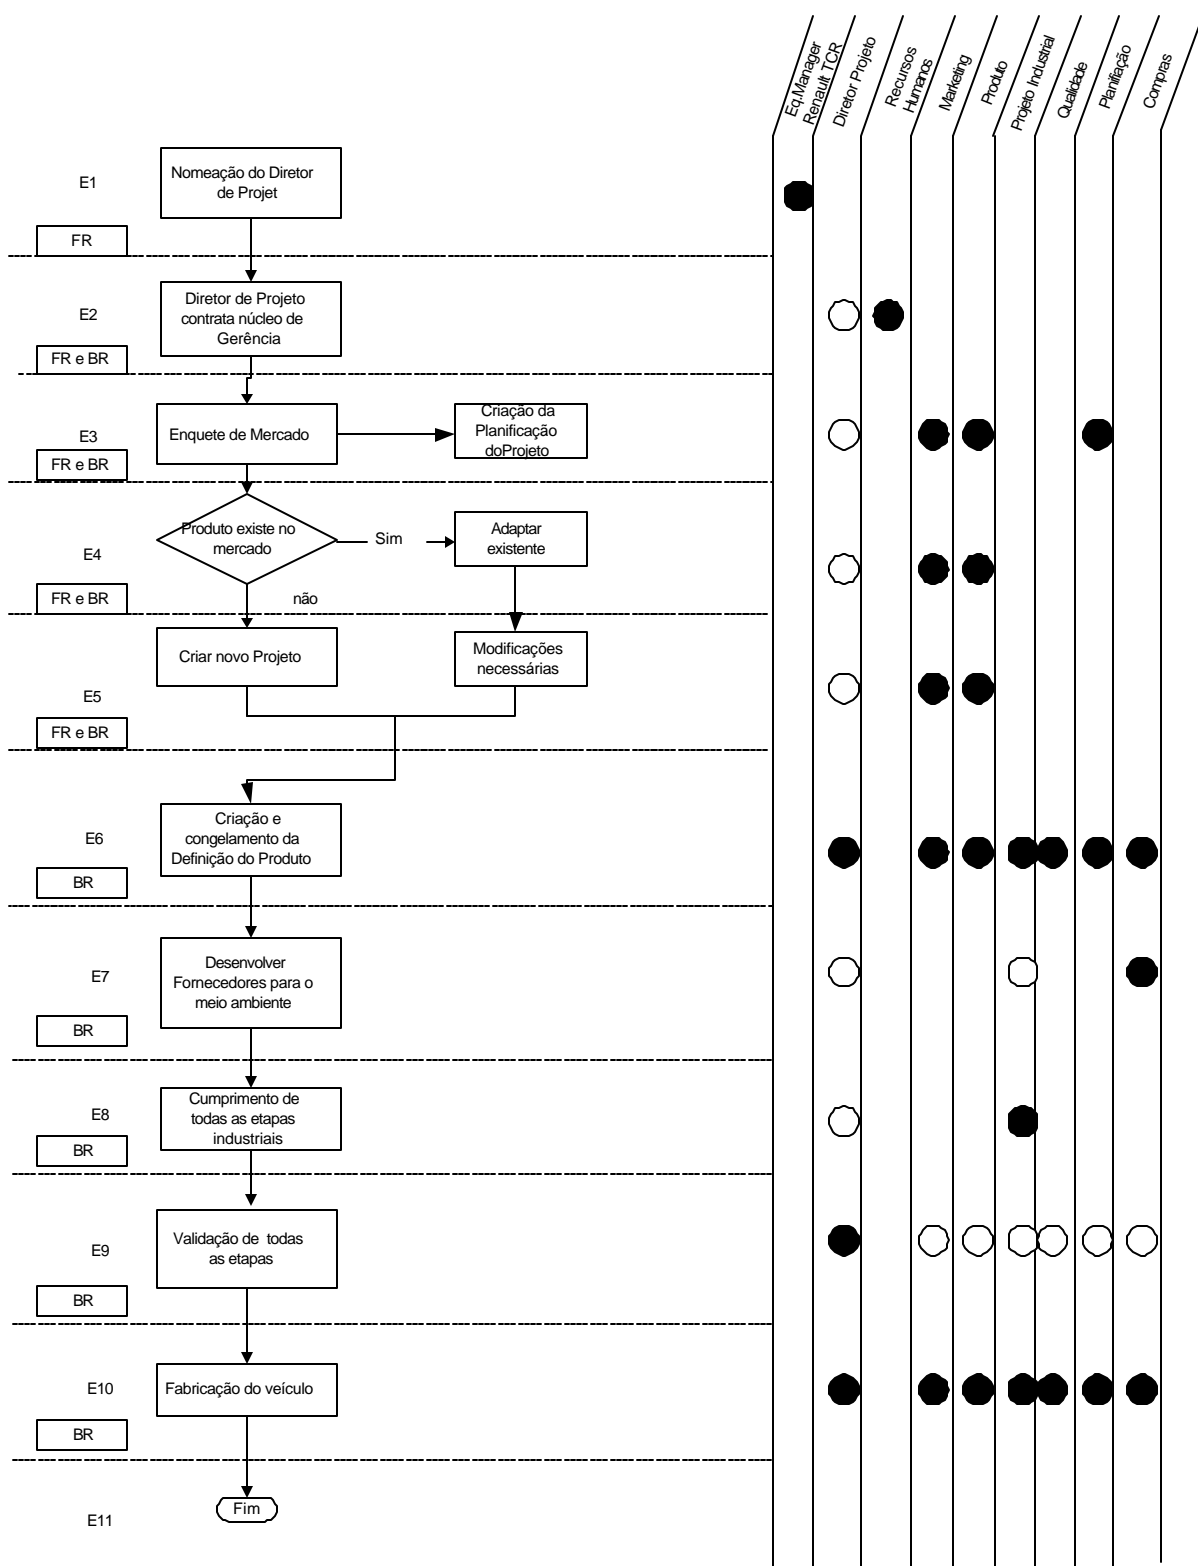 Eq.Manager
Renault TCR
Diretor Projeto
Recursos
Humanos
Marketing
Produto
Projeto Industrial
Qualidade
Planifiação
Compras
E1
Nomeação do Diretor
de Projet
FR
E2
Diretor de Projeto
contrata núcleo de
Gerência
FR e BR
E3
Enquete de Mercado
Criação da
Planificação
doProjeto
FR e BR
Produto existe no
mercado
Sim
Adaptar
existente
E4
FR e BR
não
Criar novo Projeto
Modificações
necessárias
E5
FR e BR
E6
Criação e
congelamento da
Definição do Produto
BR
E7
Desenvolver
Fornecedores para o
meio ambiente
BR
E8
Cumprimento de
todas as etapas
industriais
BR
E9
Validação de todas
as etapas
BR
E10
Fabricação do veículo
BR
Fim
E11